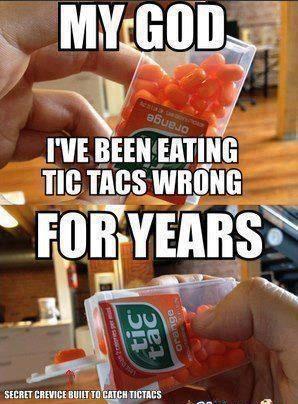 MY GOD
orange
I'VE BEEN EATING
TIC TACS WRONG
FOR YEARS
tic
tac
orange
SECRET CREVICE BUILT TO CATCH TICTACS